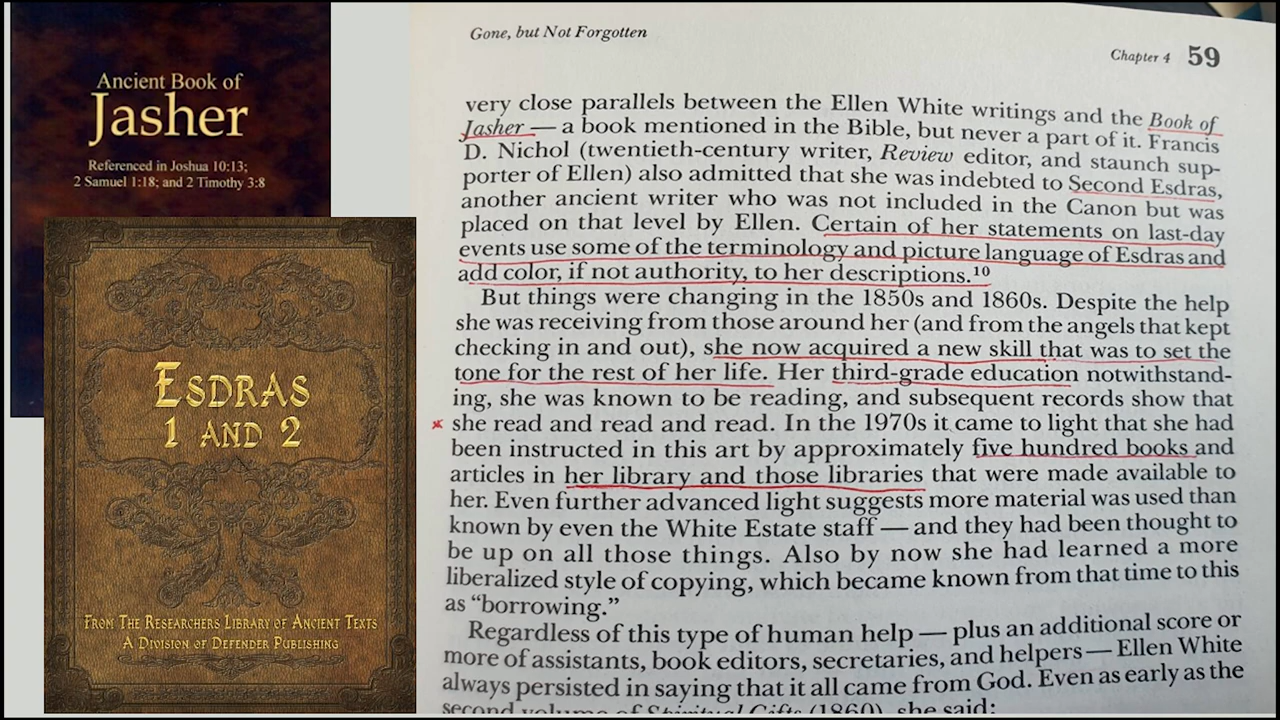 Ancient Book of
Jasher
Referenced in Joshua 10:13;
2 Samuel 1:18; and 2 Timothy 3:8
ESDRAS
1 AND 2
FROM THE RESEARCHERS LIBRARY OF ANCIENT TEXTS
A DIVISION OF DEFENDER PUBLISHING
Gone, but Not Forgotten
Chapter 4 59
very close parallels between the Ellen White writings and the Book of
Jasher — a book mentioned in the Bible, but never a part of it. Francis
D. Nichol (twentieth-century writer, Review editor, and staunch sup-
porter of Ellen) also admitted that she was indebted to Second Esdras,
another ancient writer who was not included in the Canon but was
placed on that level by Ellen. Certain of her statements on last-day
events use some of the terminology and picture language of Esdras and
add color, if not authority, to her descriptions.¹⁰
But things were changing in the 1850s and 1860s. Despite the help
she was receiving from those around her (and from the angels that kept
checking in and out), she now acquired a new skill that was to set the
tone for the rest of her life. Her third-grade education notwithstand-
ing, she was known to be reading, and subsequent records show that
she read and read and read. In the 1970s it came to light that she had
been instructed in this art by approximately five hundred books and
articles in her library and those libraries that were made available to
her. Even further advanced light suggests more material was used than
known by even the White Estate staff — and they had been thought to
be up on all those things. Also by now she had learned a more
liberalized style of copying, which became known from that time to this
as “borrowing.”
Regardless of this type of human help — plus an additional score or
more of assistants, book editors, secretaries, and helpers — Ellen White
always persisted in saying that it all came from God. Even as early as the
second volume of Spiritual Gifts (1860), she said: